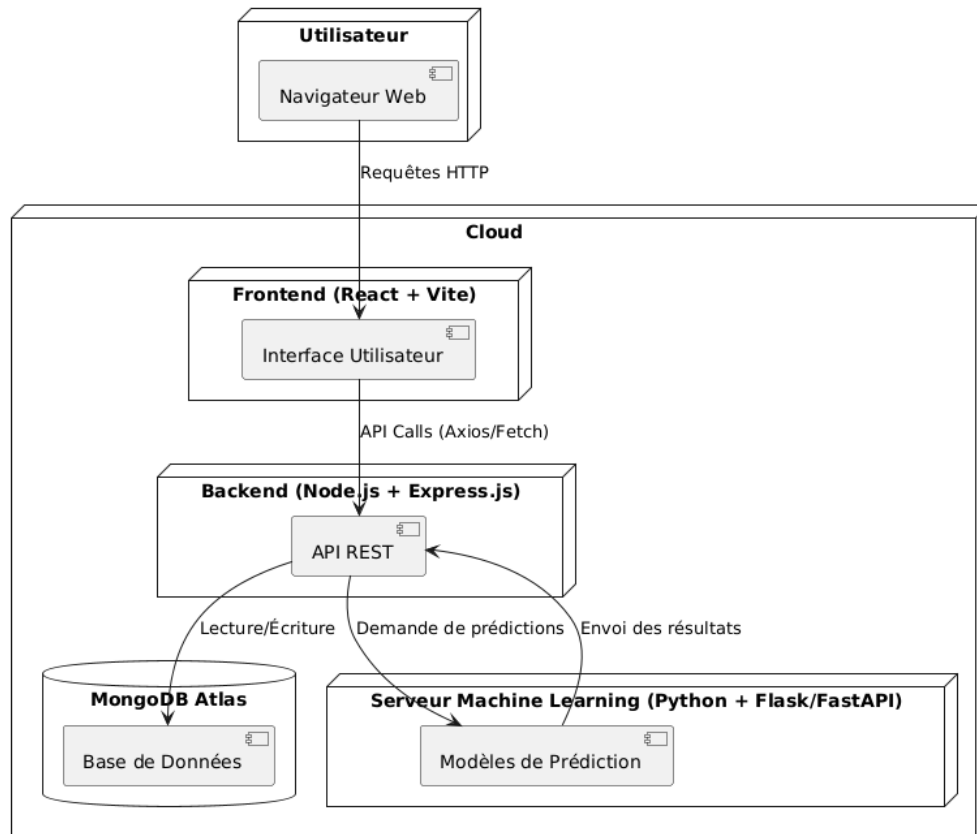 Utilisateur
Navigateur Web
Requêtes HTTP
Cloud
Frontend (React + Vite)
Interface Utilisateur
API Calls (Axios/Fetch)
Backend (Node.js + Express.js)
API REST
Lecture/Écriture
Demande de prédictions
Envoi des résultats
MongoDB Atlas
Serveur Machine Learning (Python + Flask/FastAPI)
Base de Données
Modèles de Prédiction